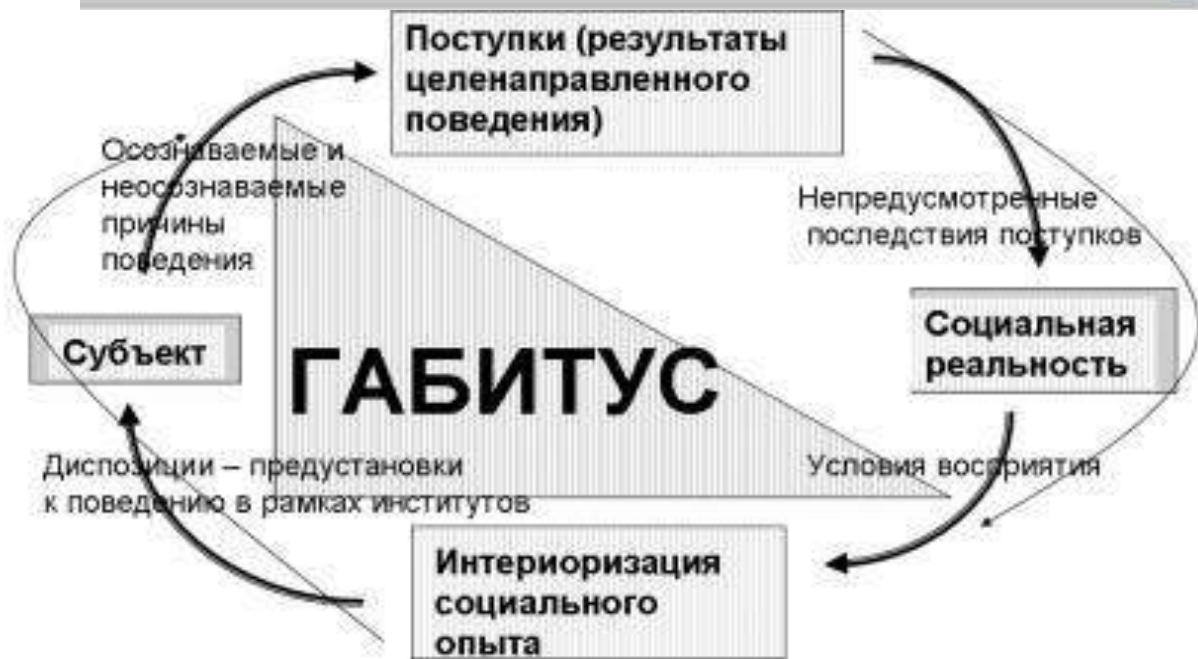 Поступки (результаты
целенаправленного
поведения)
Осознаваемые и
неосознаваемые
причины
поведения
Непредусмотренные
последствия поступков
Субъект
ГАБИТУС
Социальная
реальность
Диспозиции – предустановки
к поведению в рамках институтов
Условия восприятия
Интериоризация
социального
опыта